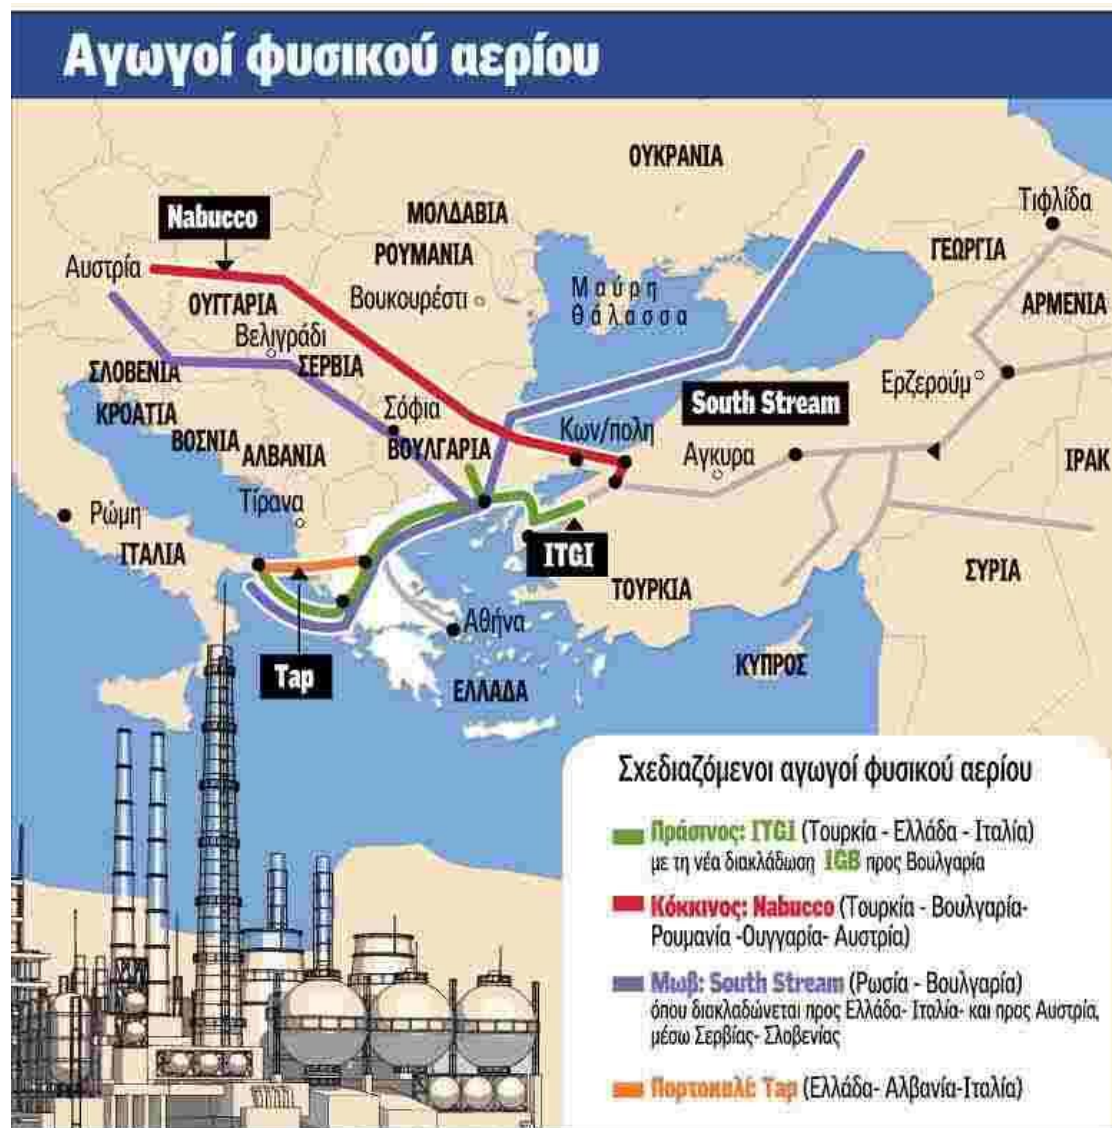 Αγωγοί φυσικού αερίου
ΟΥΚΡΑΝΙΑ
Τιφλίδα
Nabucco
ΜΟΛΔΑΒΙΑ
ΓΕΩΡΓΙΑ
Αυστρία
ΡΟΥΜΑΝΙΑ
ΟΥΓΓΑΡΙΑ
Βουκουρέστι
Μαύρη
θάλασσα
ΑΡΜΕΝΙΑ
Βελιγράδι
ΣΛΟΒΕΝΙΑ
ΣΕΡΒΙΑ
Ερζερούμ
ΚΡΟΑΤΙΑ
Σόφια
South Stream
ΒΟΣΝΙΑ
ΑΛΒΑΝΙΑ
ΒΟΥΛΓΑΡΙΑ
Κων/πολη
Αγκυρα
ΙΡΑΚ
Ρώμη
Τίρανα
ΙΤΑΛΙΑ
ITGI
ΤΟΥΡΚΙΑ
ΣΥΡΙΑ
Αθήνα
Tap
ΕΛΛΑΔΑ
ΚΥΠΡΟΣ
Σχεδιαζόμενοι αγωγοί φυσικού αερίου
Πράσινος: ITGI (Τουρκία - Ελλάδα - Ιταλία)
με τη νέα διακλάδωση IGB προς Βουλγαρία
Κόκκινος: Nabucco (Τουρκία - Βουλγαρία-
Ρουμανία -Ουγγαρία- Αυστρία)
Μωβ: South Stream (Ρωσία - Βουλγαρία)
όπου διακλαδώνεται προς Ελλάδα- Ιταλία- και προς Αυστρία,
μέσω Σερβίας- Σλοβενίας
Πορτοκαλί: Tap (Ελλάδα- Αλβανία-Ιταλία)